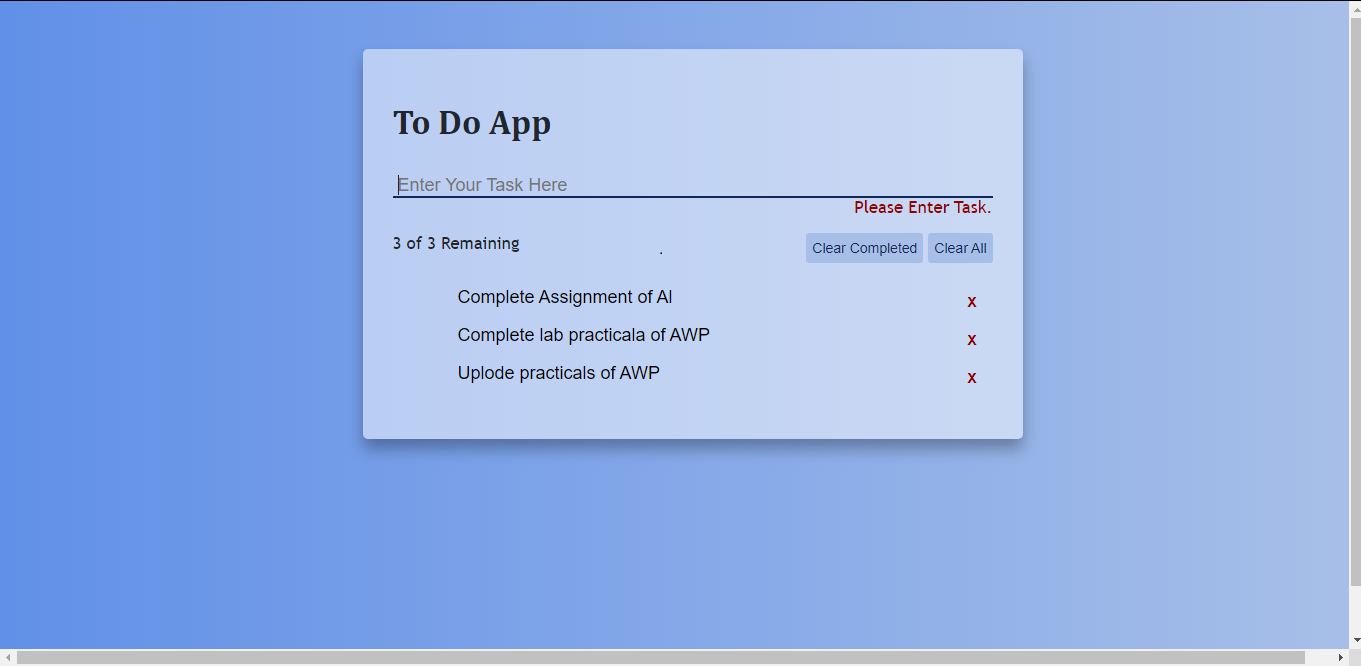 To Do App
Enter Your Task Here
Please Enter Task.
3 of 3 Remaining
Clear Completed Clear All
Complete Assignment of AI x
Complete lab practicala of AWP x
Uplode practicals of AWP x